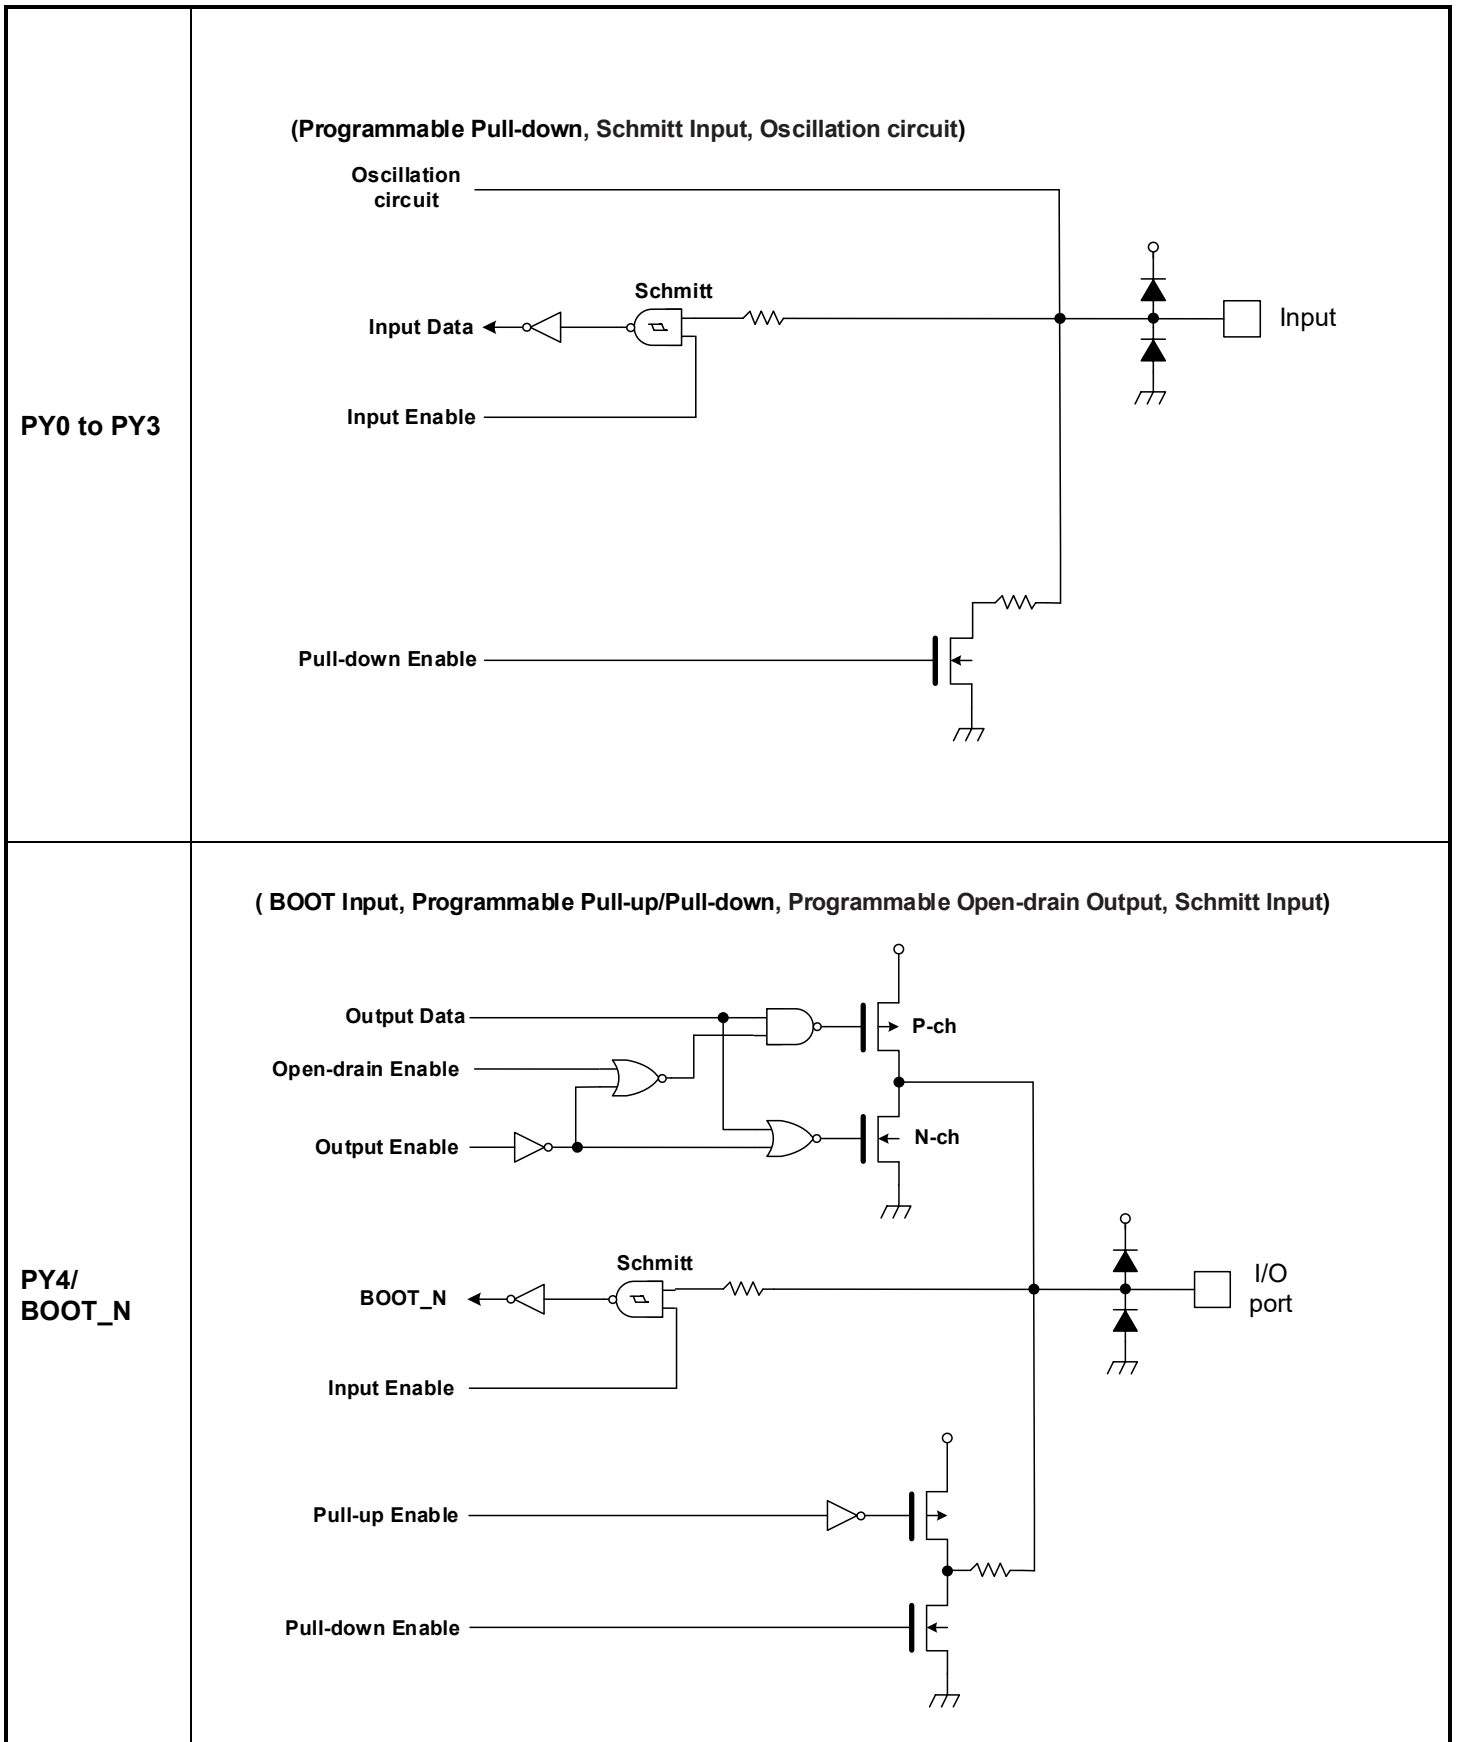 (Programmable Pull-down, Schmitt Input, Oscillation circuit)
Oscillation
circuit
Schmitt
Input Data
Input
Input Enable
PY0 to PY3
Pull-down Enable
( BOOT Input, Programmable Pull-up/Pull-down, Programmable Open-drain Output, Schmitt Input)
Output Data
P-ch
Open-drain Enable
Output Enable
N-ch
Schmitt
PY4/
BOOT_N
BOOT_N
I/O
port
Input Enable
Pull-up Enable
Pull-down Enable